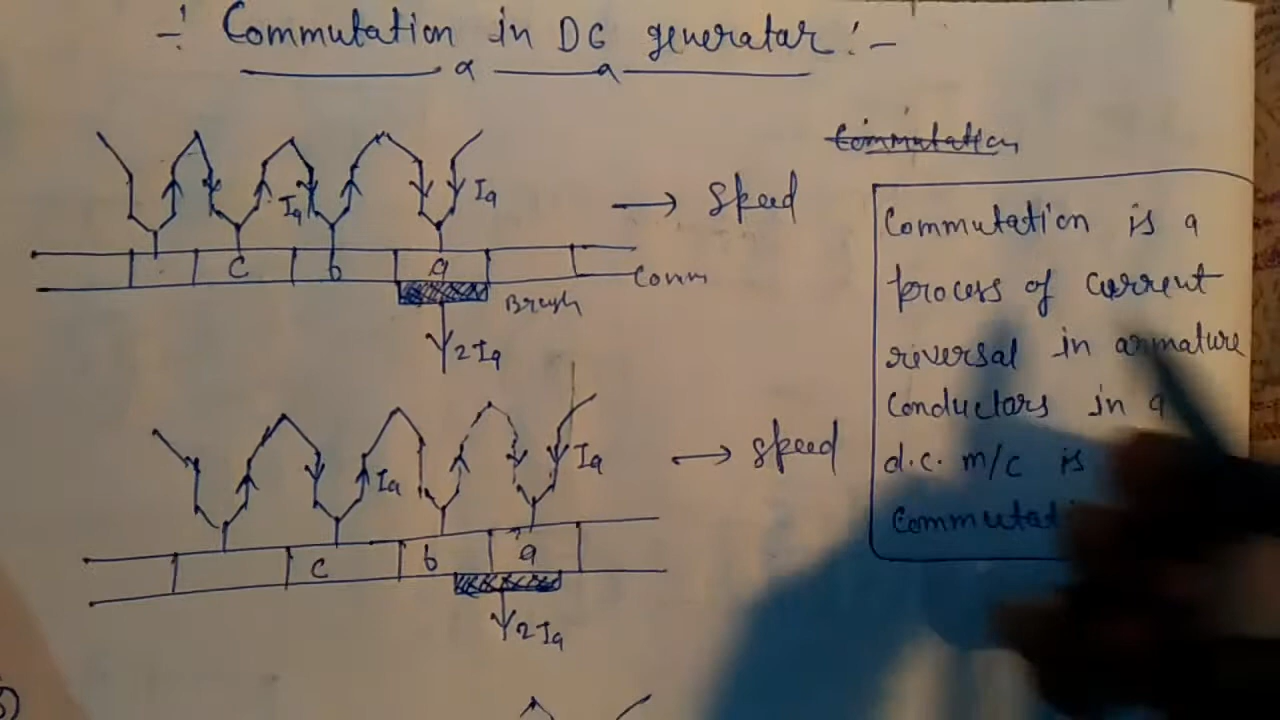 -: Commutation in DC generator :-
Commutation
Ia
Ia
→ Speed
c b a
Comm
Brush
2Ia
Commutation is a
process of current
reversal in armature
Conductors in a
d.c. m/c is
Commutati
Ia
Ia
→ Speed
c b a
2Ia